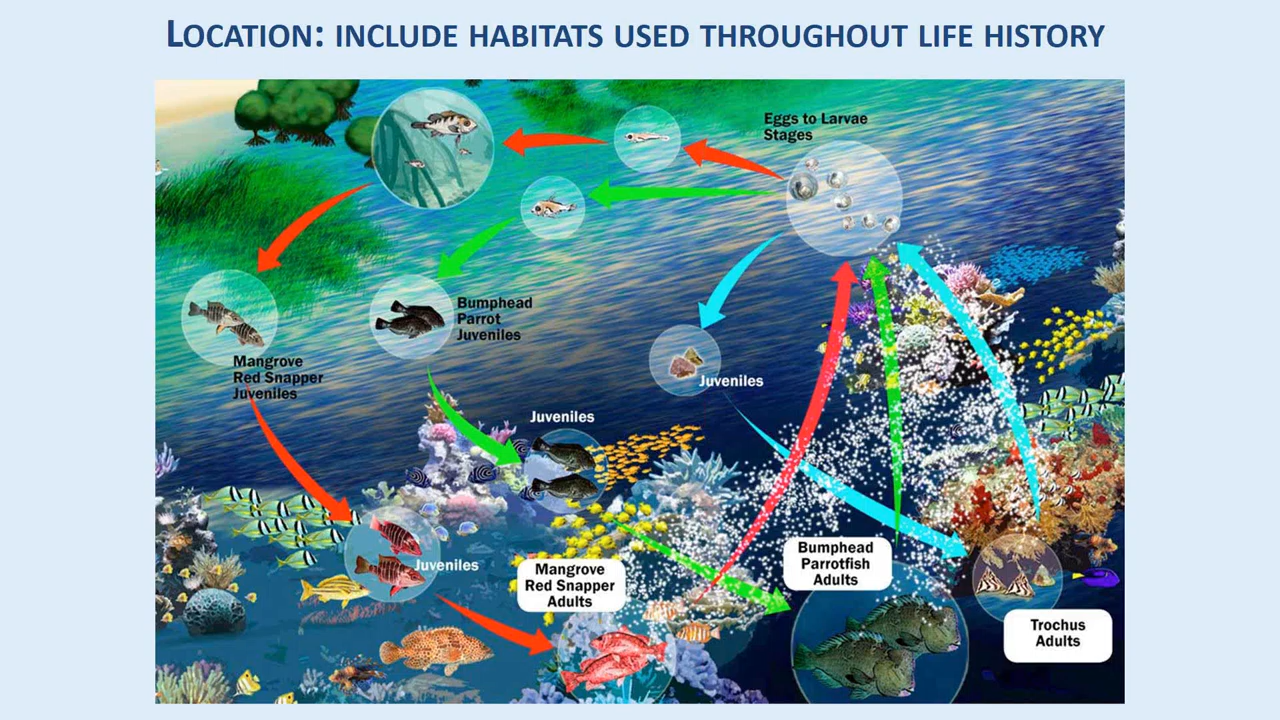 LOCATION: INCLUDE HABITATS USED THROUGHOUT LIFE HISTORY
Eggs to Larvae
Stages
Bumphead
Parrot
Juveniles
Mangrove
Red Snapper
Juveniles
Juveniles
Juveniles
Juveniles
Mangrove
Red Snapper
Adults
Bumphead
Parrotfish
Adults
Trochus
Adults